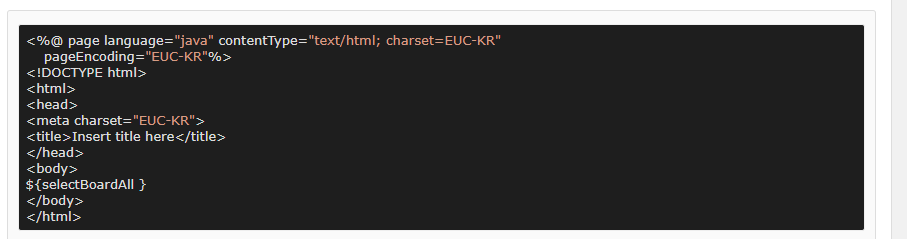 <%@ page language="java" contentType="text/html; charset=EUC-KR"
    pageEncoding="EUC-KR"%>
<!DOCTYPE html>
<html>
<head>
<meta charset="EUC-KR">
<title>Insert title here</title>
</head>
<body>
${selectBoardAll }
</body>
</html>